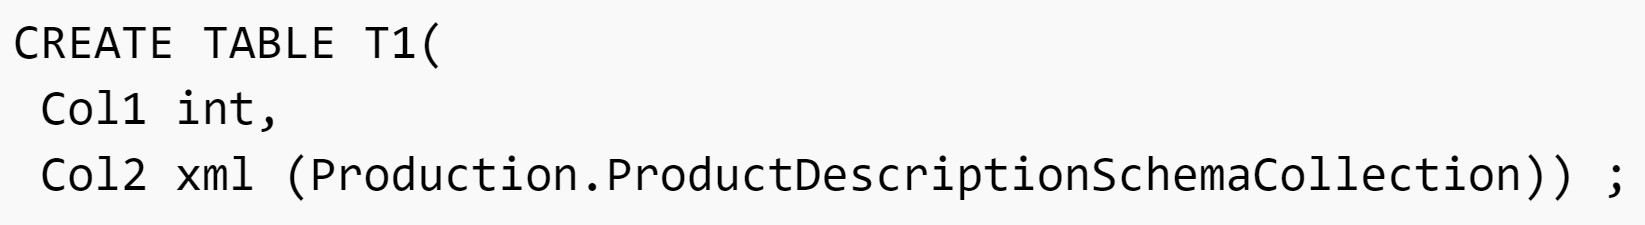 CREATE TABLE T1(
 Col1 int,
 Col2 xml (Production.ProductDescriptionSchemaCollection)) ;